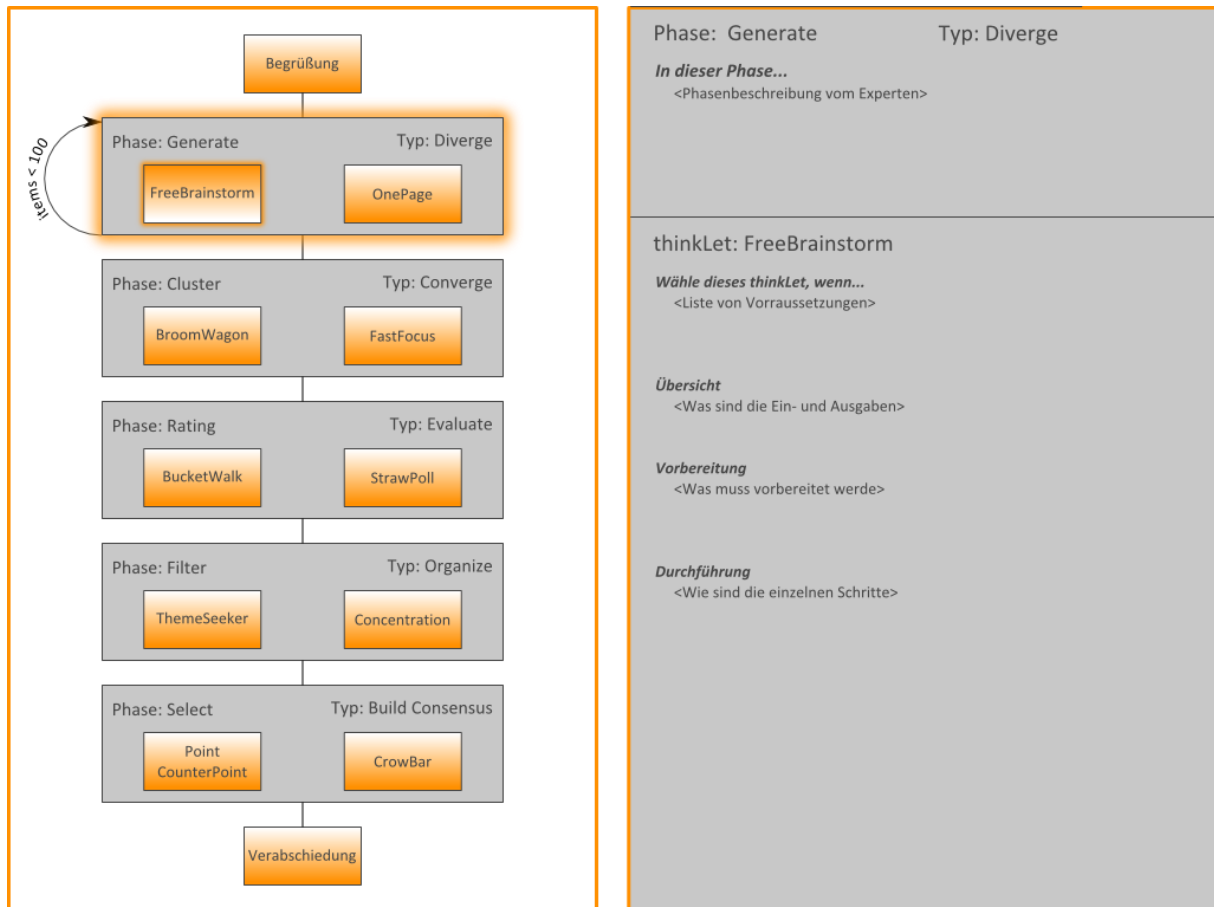 Begrüßung
Phase: Generate
Typ: Diverge
FreeBrainstorm
OnePage
items < 100
Phase: Cluster
Typ: Converge
BroomWagon
FastFocus
Phase: Rating
Typ: Evaluate
BucketWalk
StrawPoll
Phase: Filter
Typ: Organize
ThemeSeeker
Concentration
Phase: Select
Typ: Build Consensus
Point
CounterPoint
CrowBar
Verabschiedung
Phase:  Generate
Typ: Diverge
In dieser Phase...
<Phasenbeschreibung vom Experten>
thinkLet: FreeBrainstorm
Wähle dieses thinkLet, wenn...
<Liste von Vorraussetzungen>
Übersicht
<Was sind die Ein- und Ausgaben>
Vorbereitung
<Was muss vorbereitet werde>
Durchführung
<Wie sind die einzelnen Schritte>